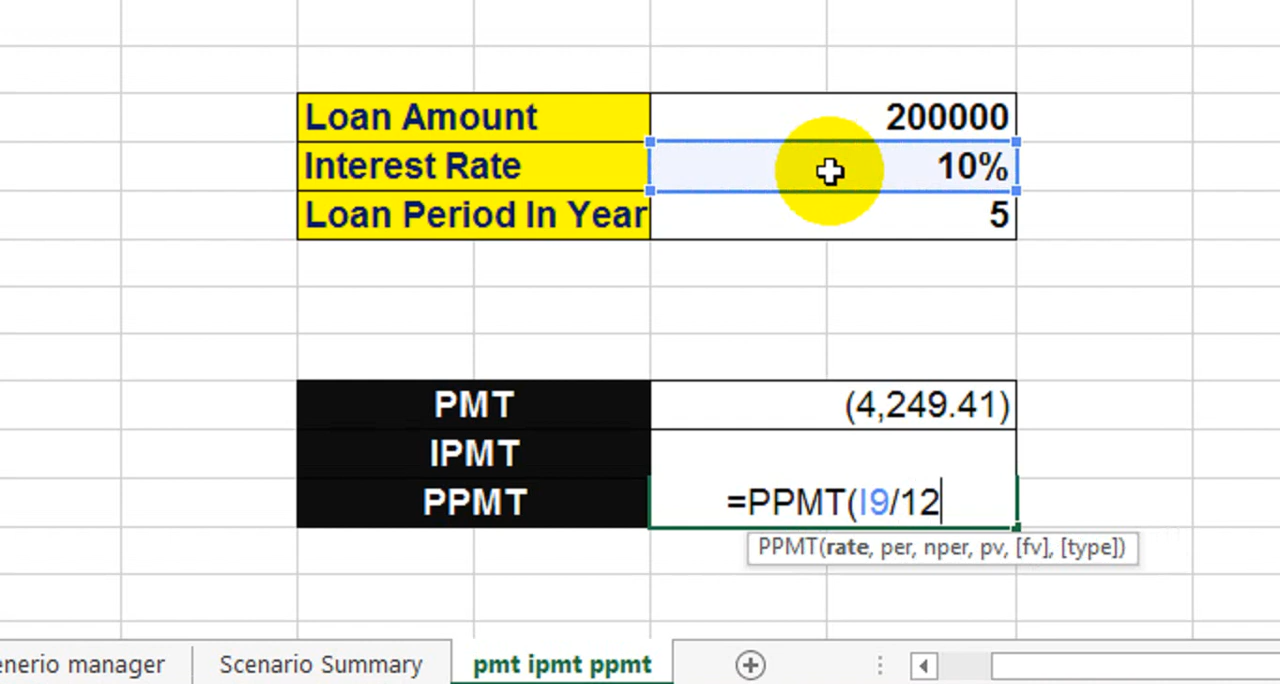 Loan Amount 200000
Interest Rate 10%
Loan Period In Year 5
PMT (4,249.41)
IPMT
PPMT =PPMT(I9/12
PPMT(rate, per, nper, pv, [fv], [type])
enerio manager Scenario Summary pmt ipmt ppmt